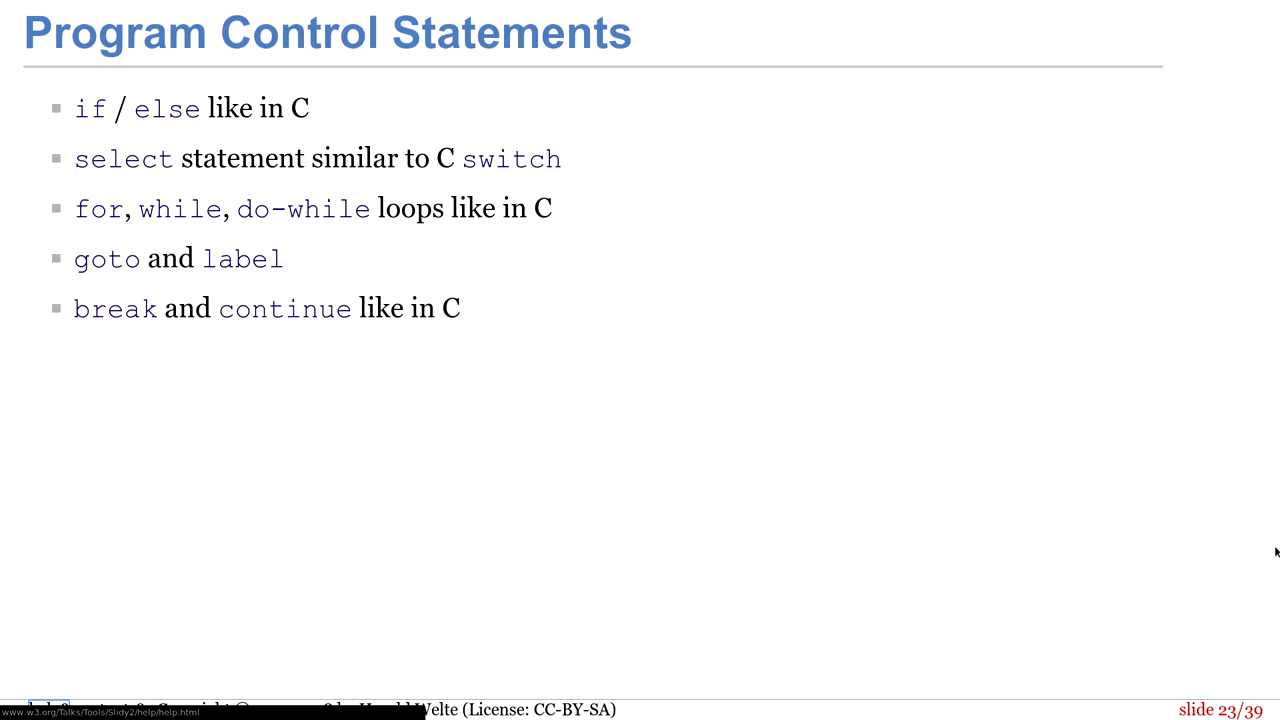 Program Control Statements
if / else like in C
select statement similar to C switch
for, while, do-while loops like in C
goto and label
break and continue like in C
Welte (License: CC-BY-SA)
slide 23/39
www.w3.org/Talks/Tools/Slidy2/help/help.html